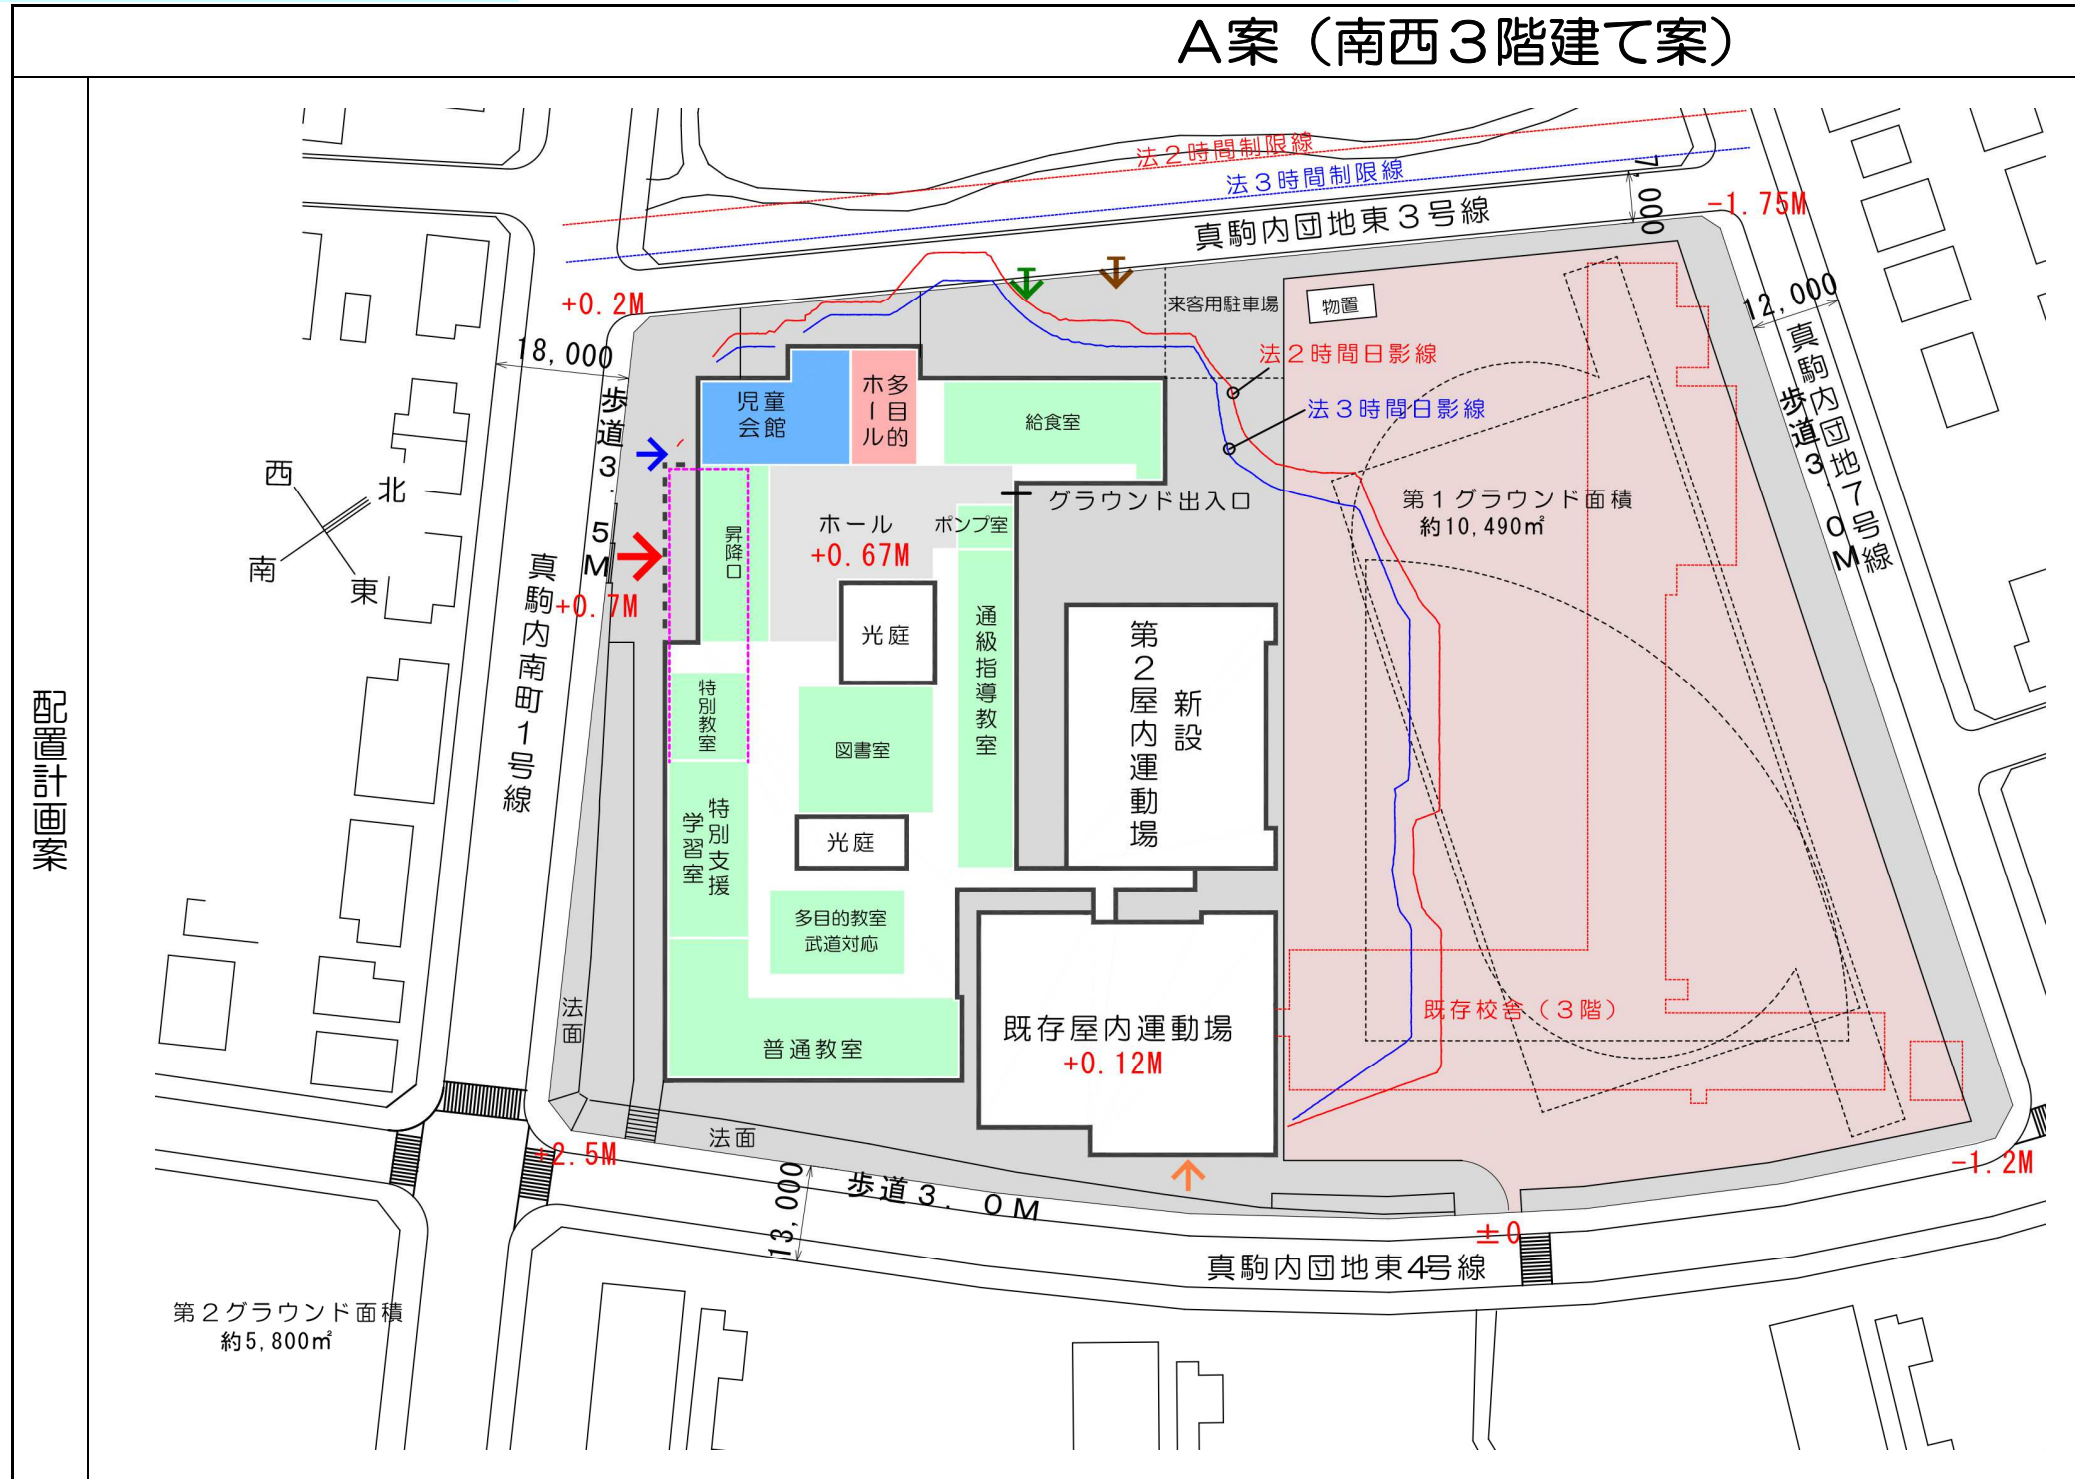 A案（南西３階建て案）
配置計画案
法２時間制限線
法３時間制限線
真駒内団地東３号線
7,000
-1.75M
+0.2M
18,000
12,000
来客用駐車場
物置
法２時間日影線
法３時間日影線
歩道３.５M
真駒内団地７号線
歩道３.０M
児童会館
多目的ホール
給食室
西
北
南
東
グラウンド出入口
第１グラウンド面積
約10,490㎡
昇降口
ホール
+0.67M
ポンプ室
+0.7M
真駒内南町１号線
光庭
通級指導教室
第２屋内運動場
新設
特別教室
図書室
特別支援学習室
光庭
多目的教室
武道対応
法面
普通教室
既存屋内運動場
+0.12M
既存校舎（３階）
法面
+2.5M
13,000
歩道３.０M
-1.2M
±0
真駒内団地東4号線
第２グラウンド面積
約5,800㎡